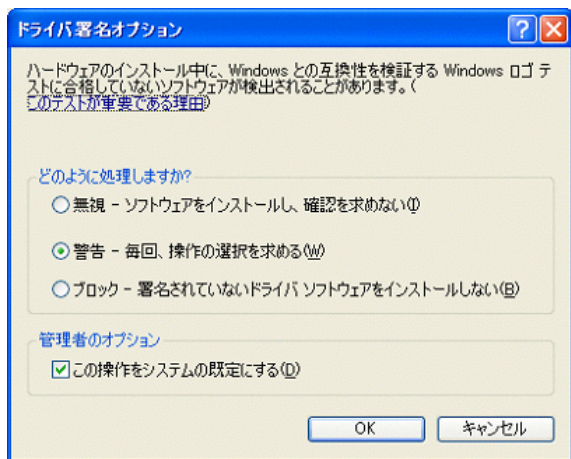 ドライバ署名オプション
ハードウェアのインストール中に、Windows との互換性を検証する Windows ロゴ テ
ストに合格していないソフトウェアが検出されることがあります。(
このテストが重要である理由)
どのように処理しますか?
無視 - ソフトウェアをインストールし、確認を求めない(I)
警告 - 毎回、操作の選択を求める(W)
ブロック - 署名されていないドライバ ソフトウェアをインストールしない(B)
管理者のオプション
この操作をシステムの既定にする(D)
OK キャンセル